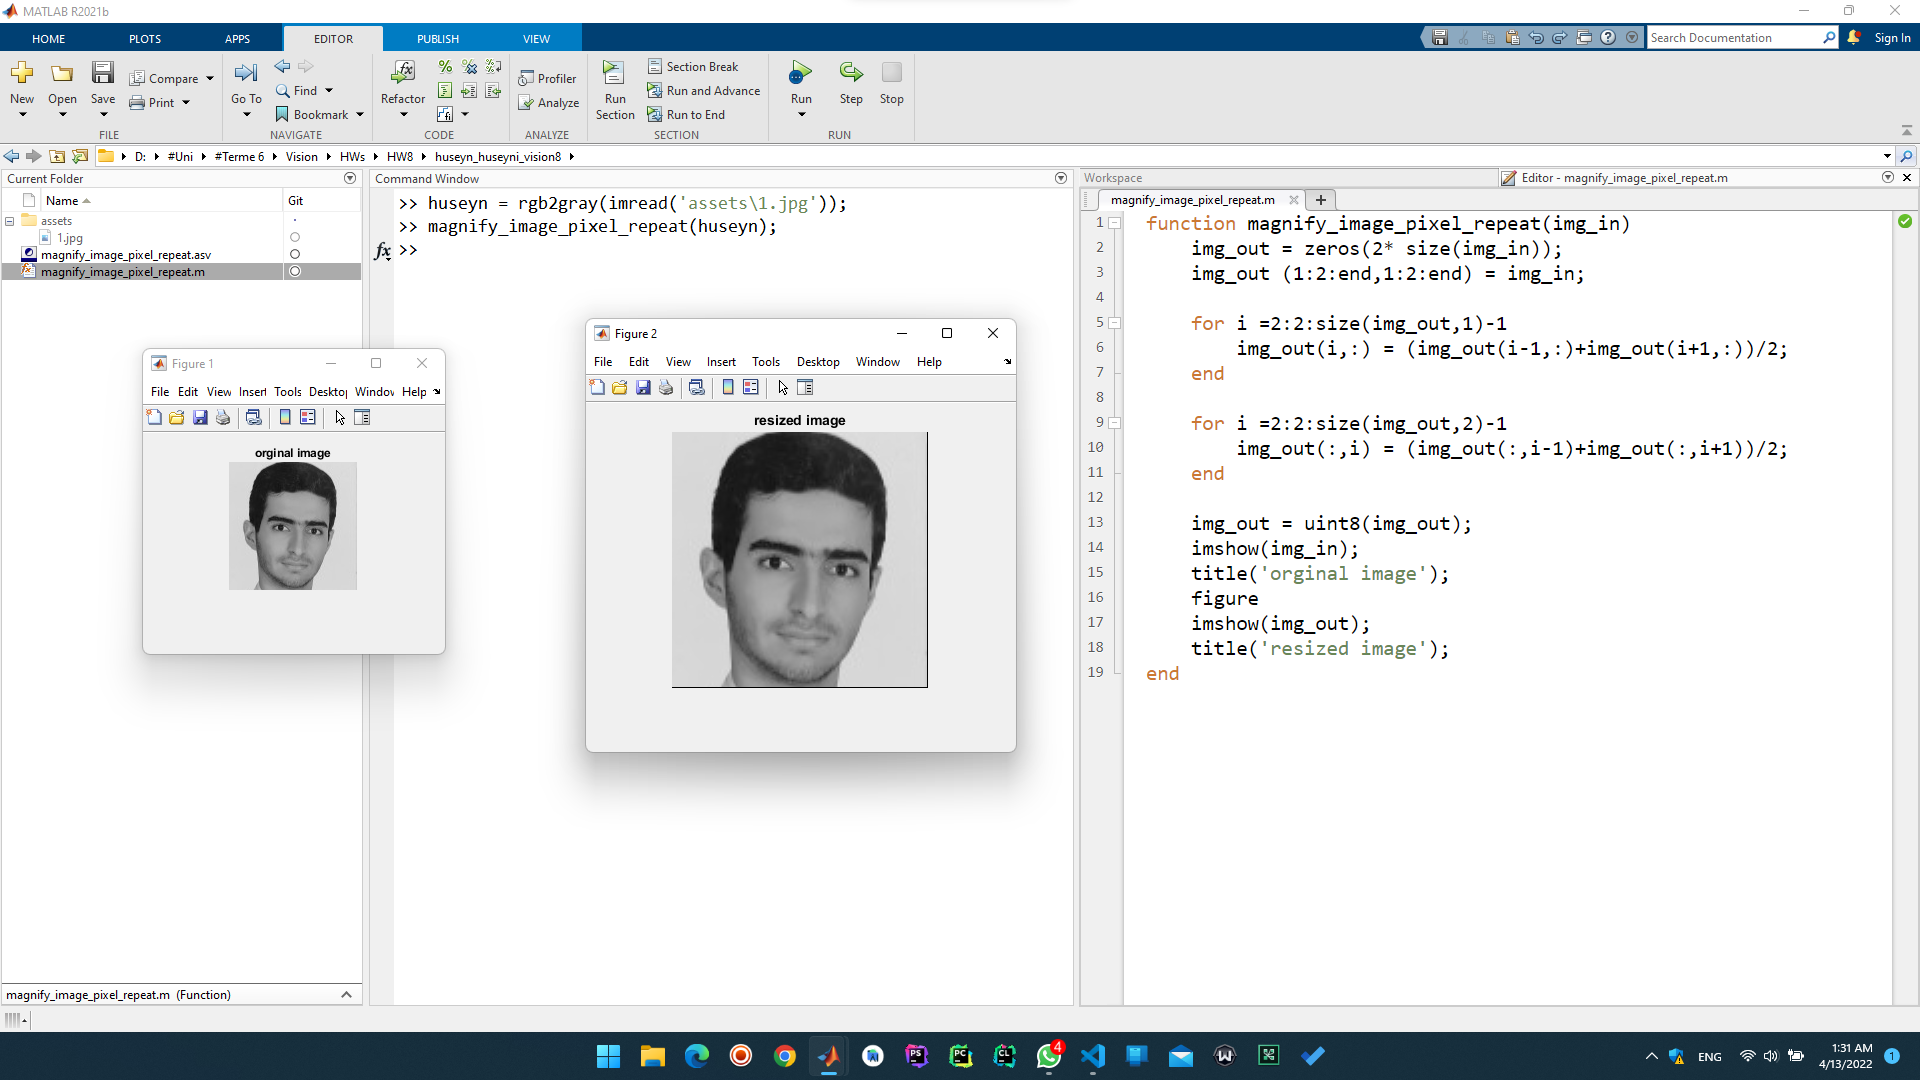 MATLAB R2021b
HOME
PLOTS
APPS
EDITOR
PUBLISH
VIEW
Search Documentation
Sign In
New
Open
Save
Compare
Print
FILE
Go To
Find
Bookmark
NAVIGATE
Refactor
CODE
Profiler
Analyze
ANALYZE
Run Section
Section Break
Run and Advance
Run to End
SECTION
Run
Step
Stop
RUN
D: #Uni #Terme 6 Vision HWs HW8 huseyn_huseyni_vision8
Current Folder
Name
Git
assets
1.jpg
magnify_image_pixel_repeat.asv
magnify_image_pixel_repeat.m
magnify_image_pixel_repeat.m (Function)
Command Window
>> huseyn = rgb2gray(imread('assets\1.jpg'));
>> magnify_image_pixel_repeat(huseyn);
fx >>
Figure 1
File Edit View Insert Tools Desktop Window Help
orginal image
Figure 2
File Edit View Insert Tools Desktop Window Help
resized image
Workspace
Editor - magnify_image_pixel_repeat.m
magnify_image_pixel_repeat.m
1 function magnify_image_pixel_repeat(img_in)
2 img_out = zeros(2* size(img_in));
3 img_out (1:2:end,1:2:end) = img_in;
4
5 for i =2:2:size(img_out,1)-1
6 img_out(i,:) = (img_out(i-1,:)+img_out(i+1,:))/2;
7 end
8
9 for i =2:2:size(img_out,2)-1
10 img_out(:,i) = (img_out(:,i-1)+img_out(:,i+1))/2;
11 end
12
13 img_out = uint8(img_out);
14 imshow(img_in);
15 title('orginal image');
16 figure
17 imshow(img_out);
18 title('resized image');
19 end
PS
PC
CL
4
ENG
1:31 AM
4/13/2022
1